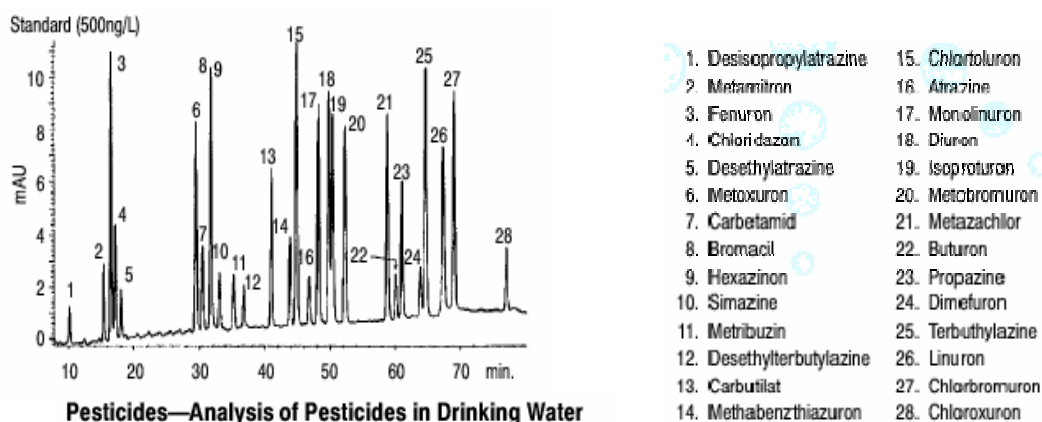 Standard (500ng/L)
mAU
10
8
6
4
2
0
1
2
3
4
5
6
7
8
9
10
11
12
13
14
15
16
17
18
19
20
21
22
23
24
25
26
27
28
10 20 30 40 50 60 70 min.
Pesticides—Analysis of Pesticides in Drinking Water
1. Desisopropylatrazine
2. Metamitron
3. Fenuron
4. Chloridazon
5. Desethylatrazine
6. Metoxuron
7. Carbetamid
8. Bromacil
9. Hexazinon
10. Simazine
11. Metribuzin
12. Desethylterbutylazine
13. Carbutilat
14. Methabenzthiazuron
15. Chlortoluron
16. Atrazine
17. Monolinuron
18. Diuron
19. Isoproturon
20. Metobromuron
21. Metazachlor
22. Buturon
23. Propazine
24. Dimefuron
25. Terbuthylazine
26. Linuron
27. Chlorbromuron
28. Chloroxuron